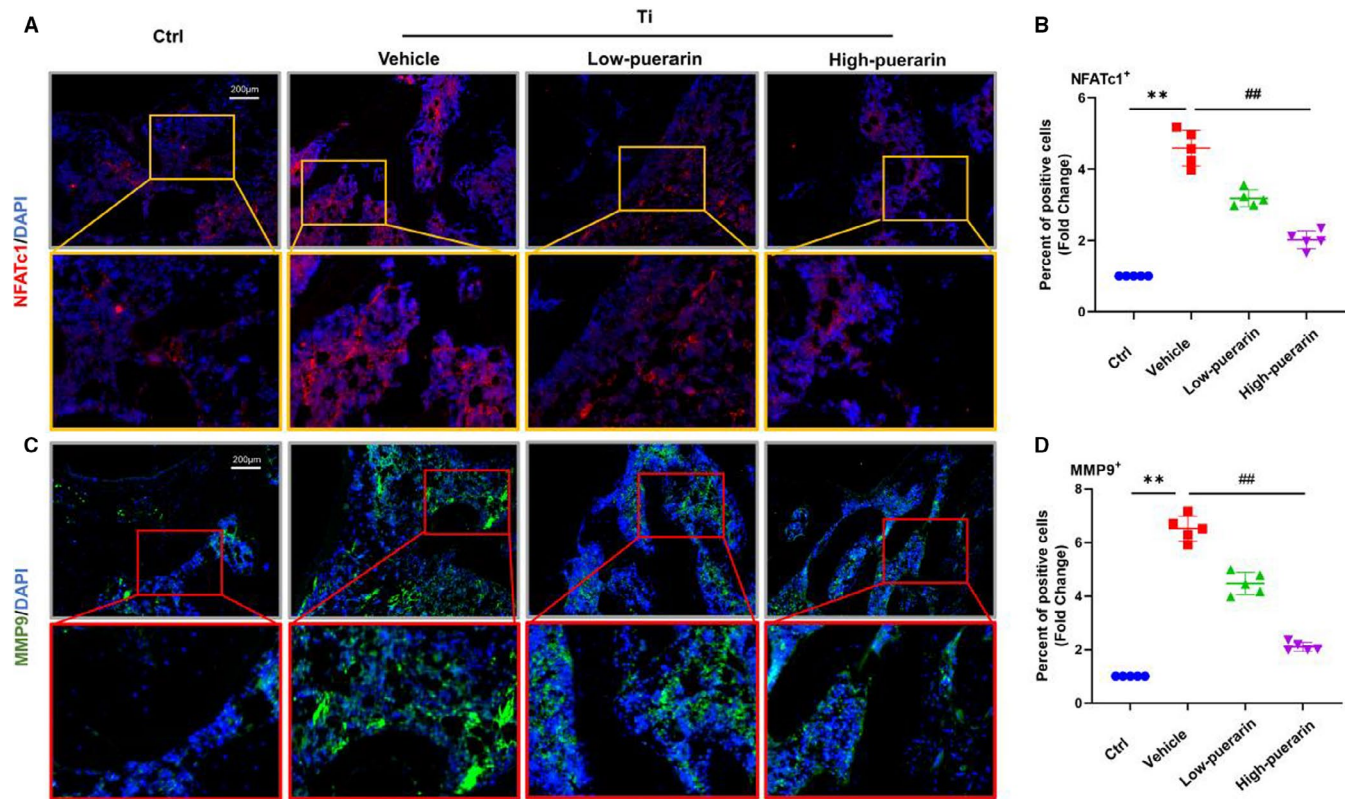 A
Ctrl
Ti
Vehicle
Low-puerarin
High-puerarin
200μm
NFATc1/DAPI
B
NFATc1+
**
##
6
4
2
0
Percent of positive cells
(Fold Change)
Ctrl
Vehicle
Low-puerarin
High-puerarin
C
200μm
MMP9/DAPI
D
MMP9+
**
##
8
6
4
2
0
Percent of positive cells
(Fold Change)
Ctrl
Vehicle
Low-puerarin
High-puerarin